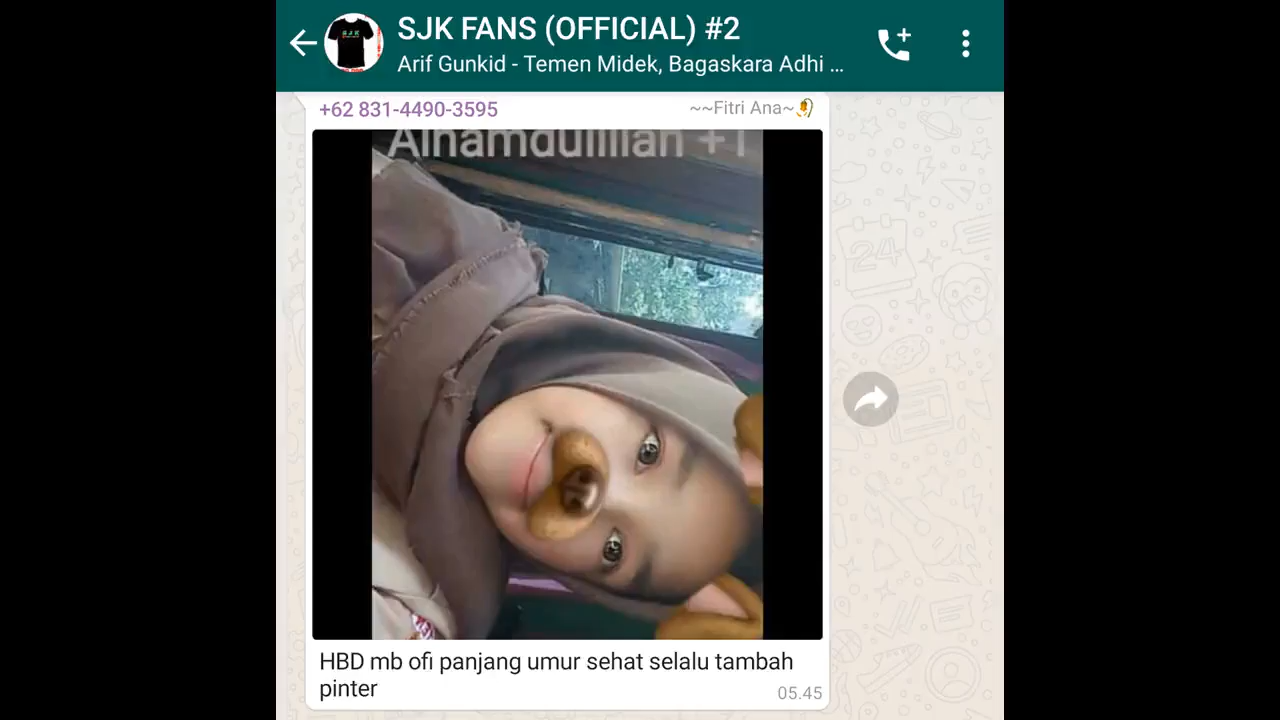 SJK FANS (OFFICIAL) #2
SJK
Arif Gunkid - Temen Midek, Bagaskara Adhi ...
+62 831-4490-3595 ~~Fitri Ana~
Alhamdulillah +1
HBD mb ofi panjang umur sehat selalu tambah
pinter
05.45